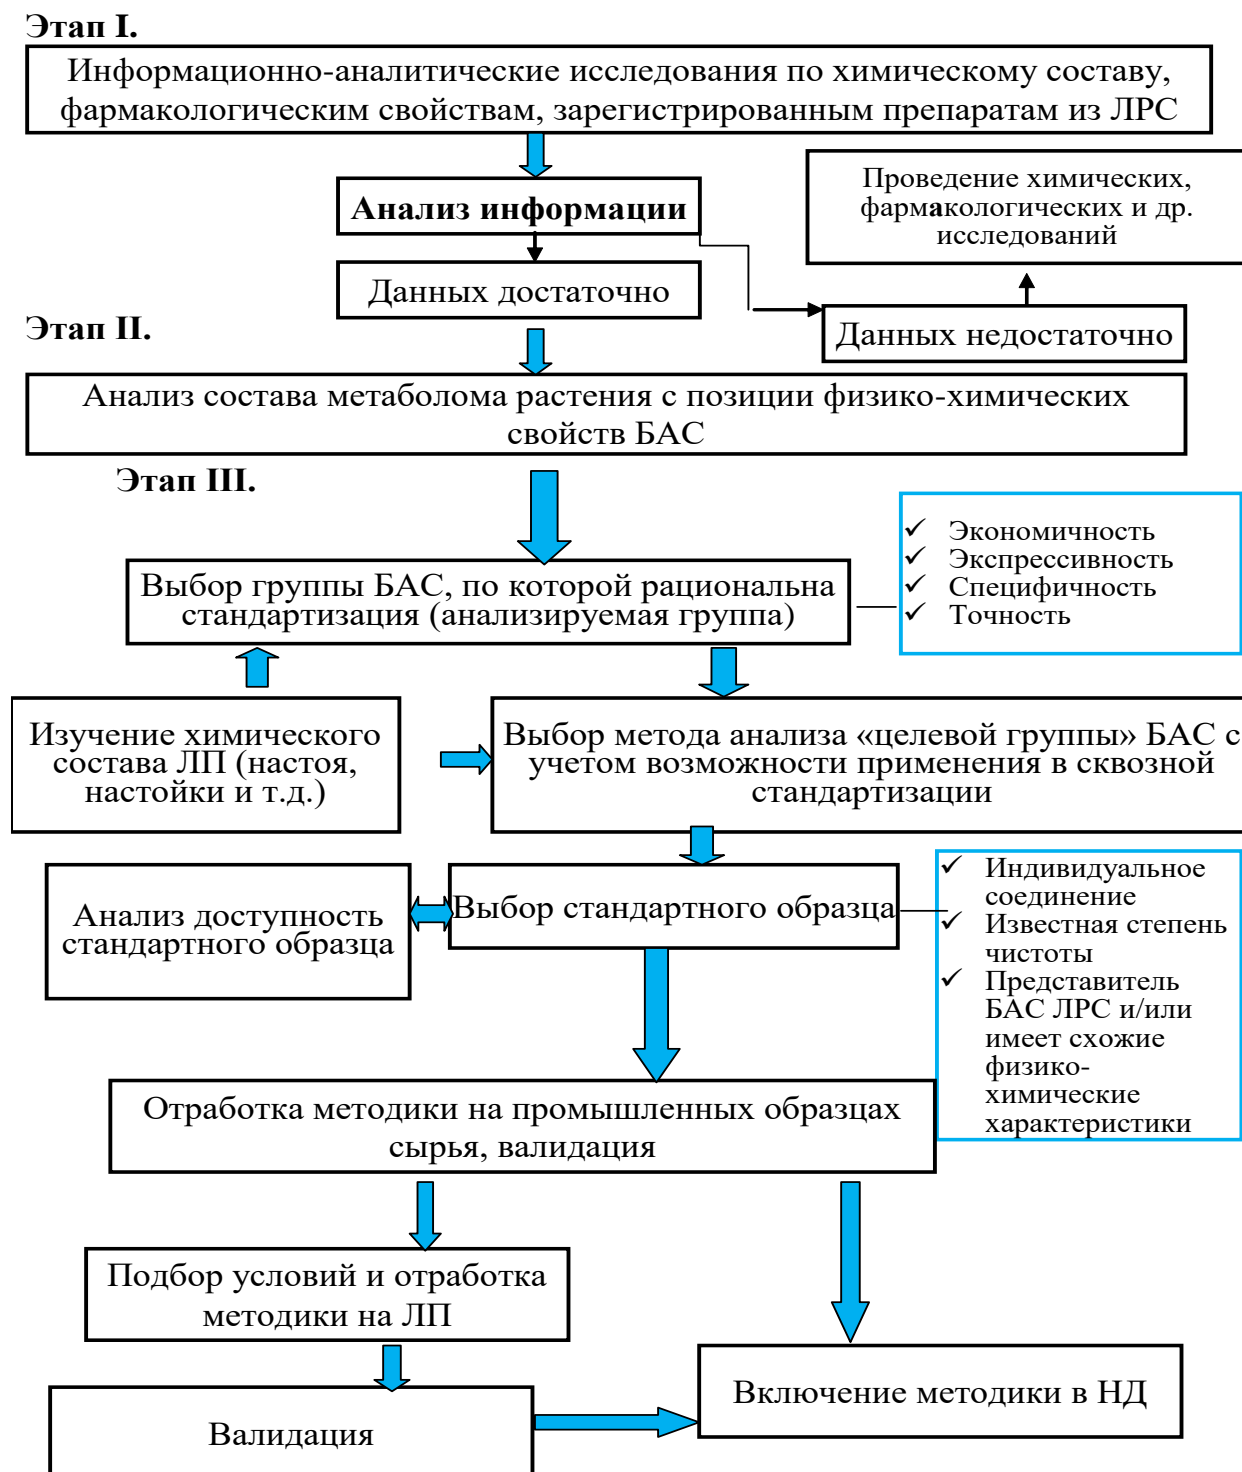 Этап I.
Информационно-аналитические исследования по химическому составу,
фармакологическим свойствам, зарегистрированным препаратам из ЛРС
Анализ информации
Проведение химических,
фармакологических и др.
исследований
Данных достаточно
Данных недостаточно
Этап II.
Анализ состава метаболома растения с позиции физико-химических
свойств БАС
Этап III.
✓ Экономичность
✓ Экспрессивность
✓ Специфичность
✓ Точность
Выбор группы БАС, по которой рациональна
стандартизация (анализируемая группа)
Изучение химического
состава ЛП (настоя,
настойки и т.д.)
Выбор метода анализа «целевой группы» БАС с
учетом возможности применения в сквозной
стандартизации
Анализ доступность
стандартного образца
Выбор стандартного образца
✓ Индивидуальное
соединение
✓ Известная степень
чистоты
✓ Представитель
БАС ЛРС и/или
имеет схожие
физико-
химические
характеристики
Отработка методики на промышленных образцах
сырья, валидация
Подбор условий и отработка
методики на ЛП
Включение методики в НД
Валидация